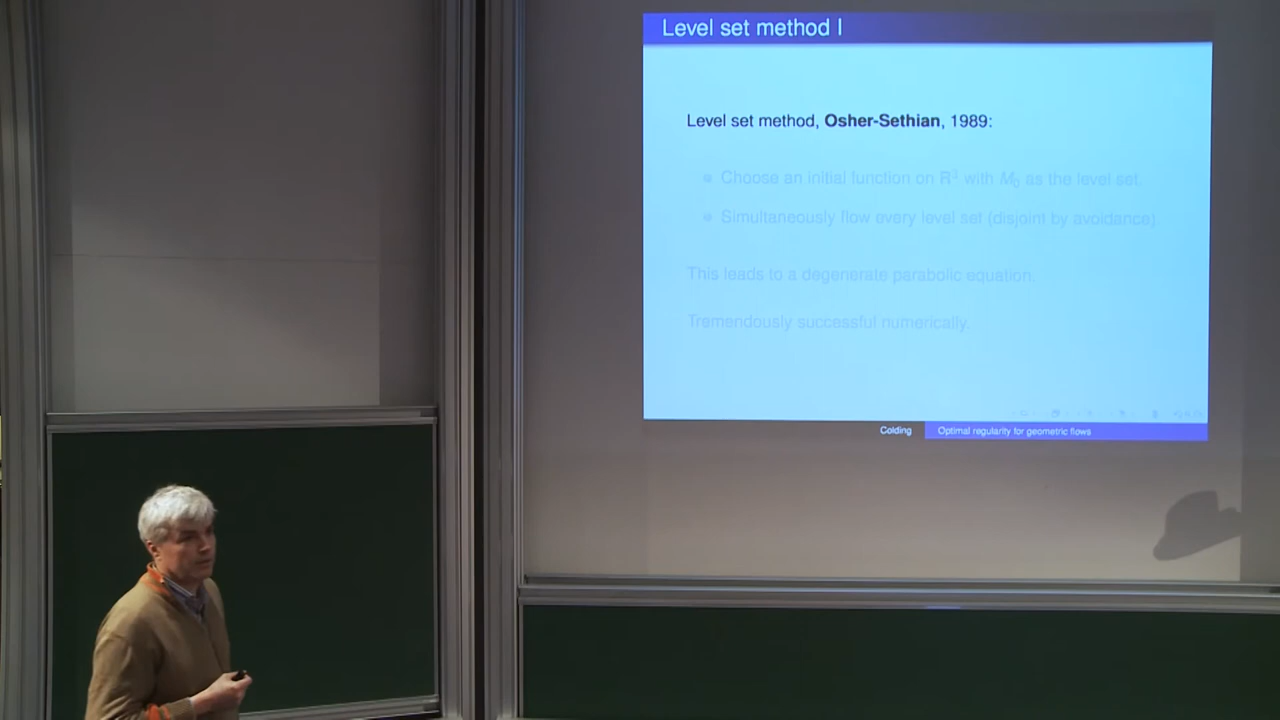 Level set method I
Level set method, Osher-Sethian, 1989:
Choose an initial function on R³ with M₀ as the level set.
Simultaneously flow every level set (disjoint by avoidance).
This leads to a degenerate parabolic equation.
Tremendously successful numerically.
Colding Optimal regularity for geometric flows